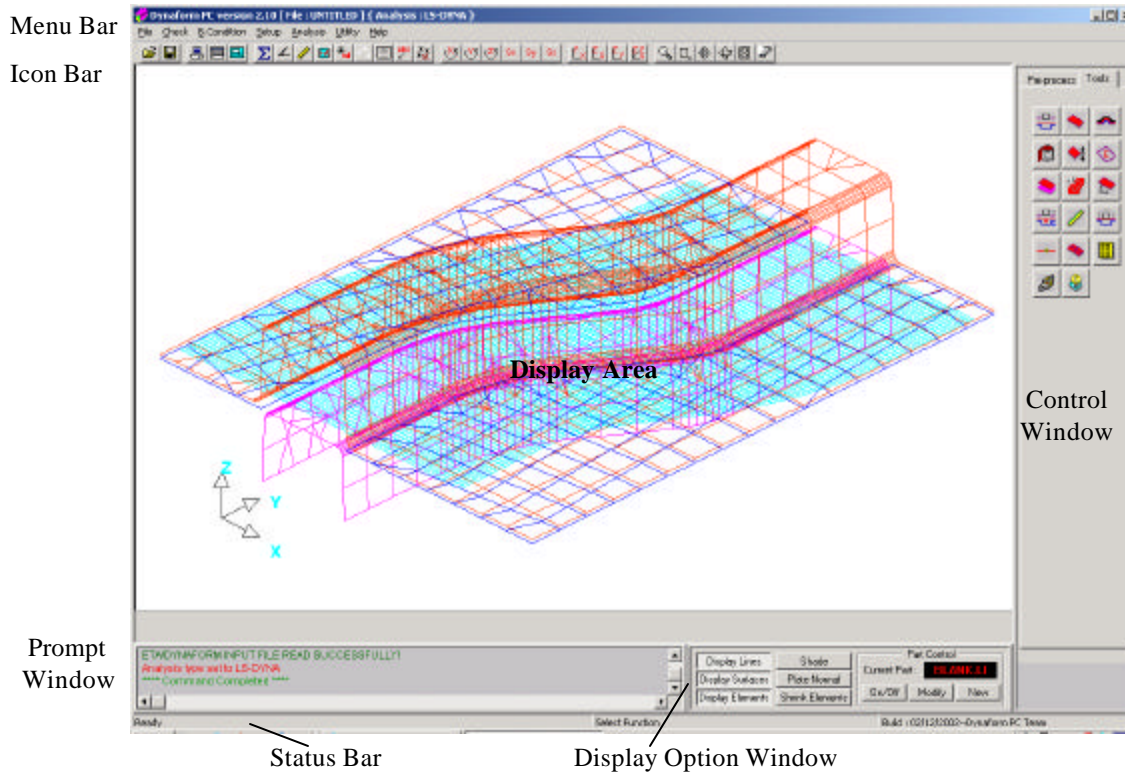 Menu Bar
Dynaform PC version 2.10 [ File : UNTITLED ] ( Analysis : LS-DYNA )
File Check B-Condition Setup Analysis Utility Help
Icon Bar
Pre-process Tools
Display Area
Control
Window
Z
Y
X
Prompt
Window
ETA/DYNAFORM INPUT FILE READ SUCCESSFULLY!
Analysis type set to LS-DYNA
**** Command Completed ****
Display Lines
Display Surfaces
Display Elements
Shade
Plate Normal
Shrink Elements
Part Control
Current Part:
On/Off Modify New
Ready
Select Function
Build : 02/12/2002--Dynaform PC Team
Status Bar
Display Option Window